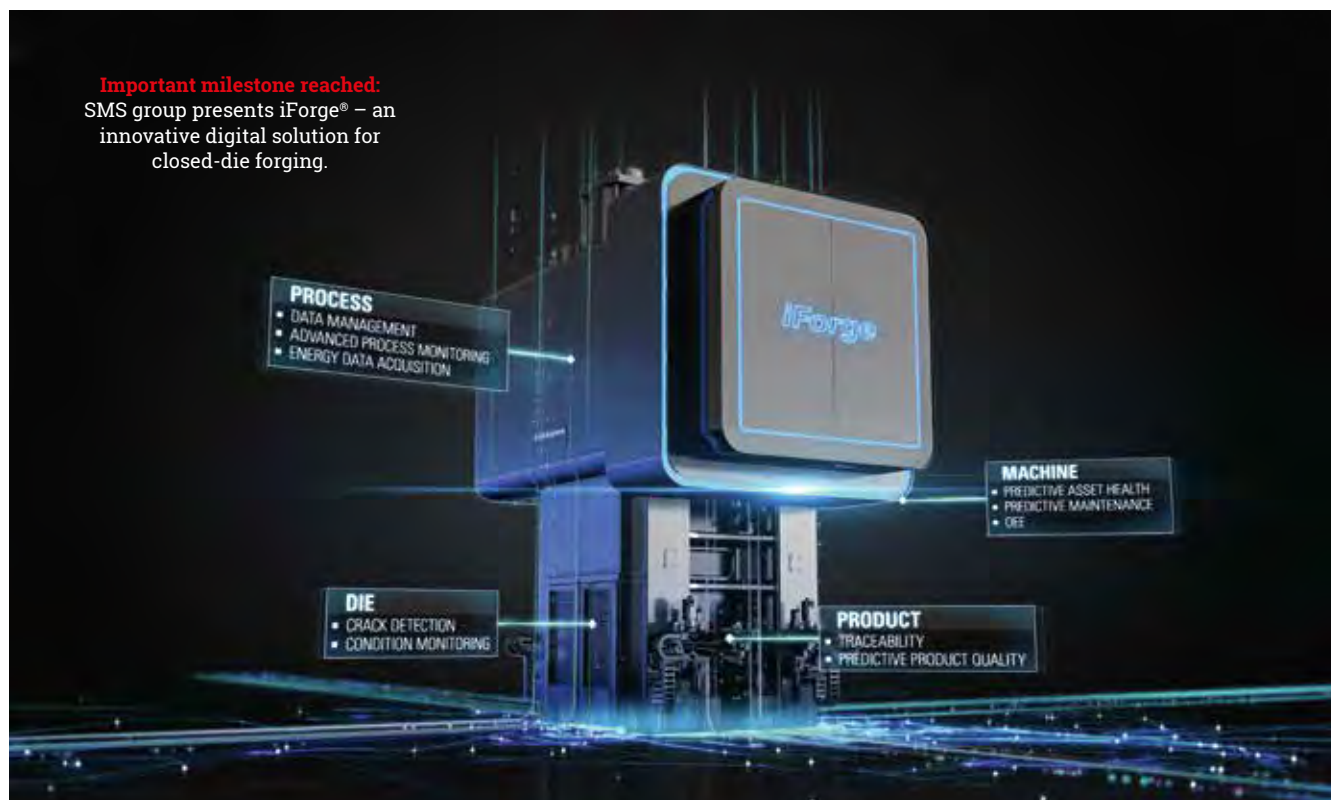 Important milestone reached:
SMS group presents iForge® – an
innovative digital solution for
closed-die forging.
iForge
PROCESS
▪ DATA MANAGEMENT
▪ ADVANCED PROCESS MONITORING
▪ ENERGY DATA ACQUISITION
MACHINE
▪ PREDICTIVE ASSET HEALTH
▪ PREDICTIVE MAINTENANCE
▪ OEE
DIE
▪ CRACK DETECTION
▪ CONDITION MONITORING
PRODUCT
▪ TRACEABILITY
▪ PREDICTIVE PRODUCT QUALITY